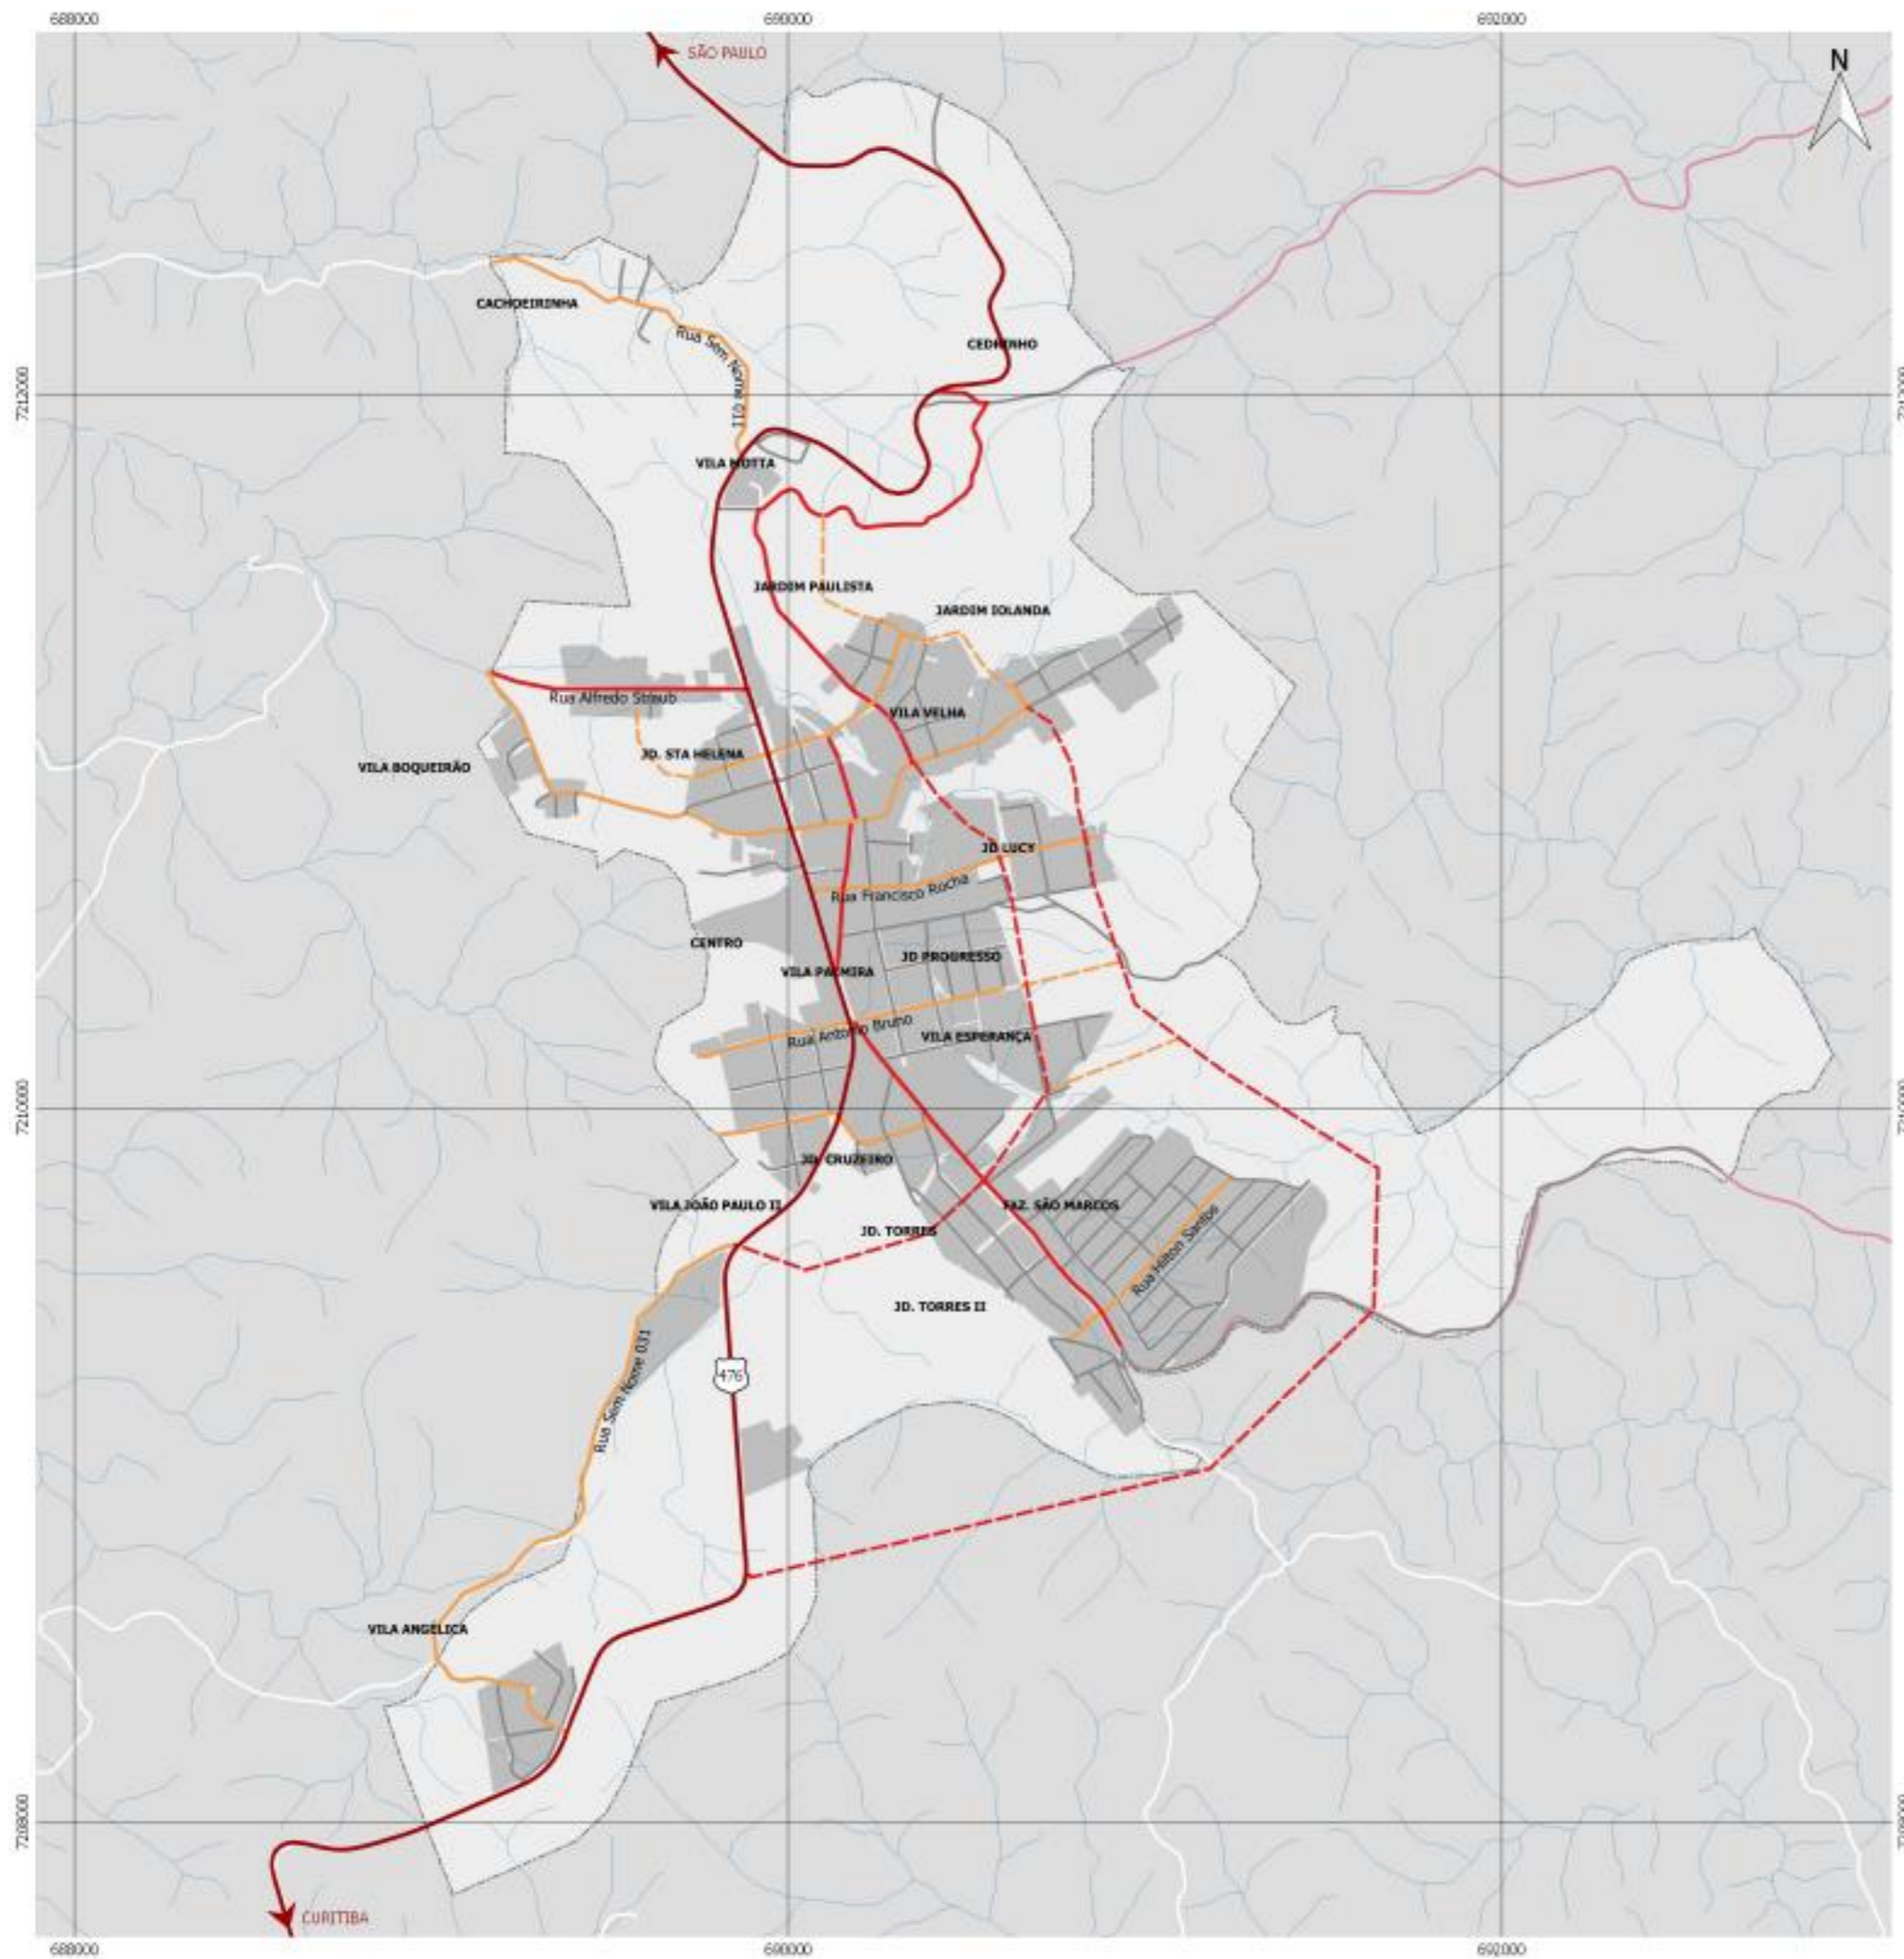 688000
690000
692000
SÃO PAULO
N
CACHOEIRINHA
Rua Sem Nome 011
CEDRINHO
7212000
7212000
VILA MOTTA
JARDIM PAULISTA
JARDIM IOLANDA
Rua Alfredo Straub
VILA VELHA
JD. STA HELENA
VILA BOQUEIRÃO
JD LUCY
Rua Francisco Rocha
CENTRO
JD PROGRESSO
VILA PALMIRA
Rua Antonio Bruno
VILA ESPERANÇA
7210000
7210000
JD. CRUZEIRO
VILA JOÃO PAULO II
FAZ. SÃO MARCOS
JD. TORRES
Rua Hilton Santos
JD. TORRES II
476
Rua Sem Nome 031
VILA ANGELICA
7208000
7208000
CURITIBA
688000
690000
692000